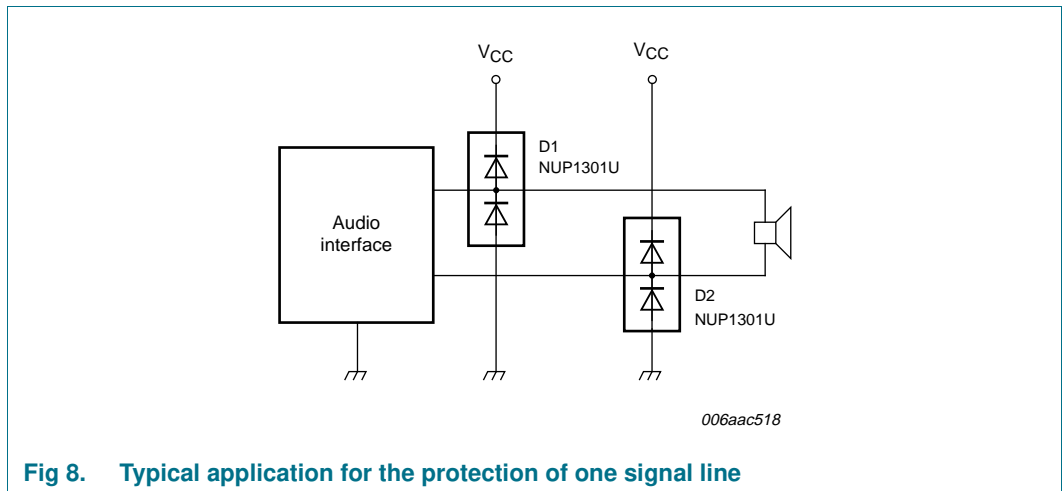 VCC
VCC
D1
NUP1301U
Audio
interface
D2
NUP1301U
006aac518
Fig 8. Typical application for the protection of one signal line